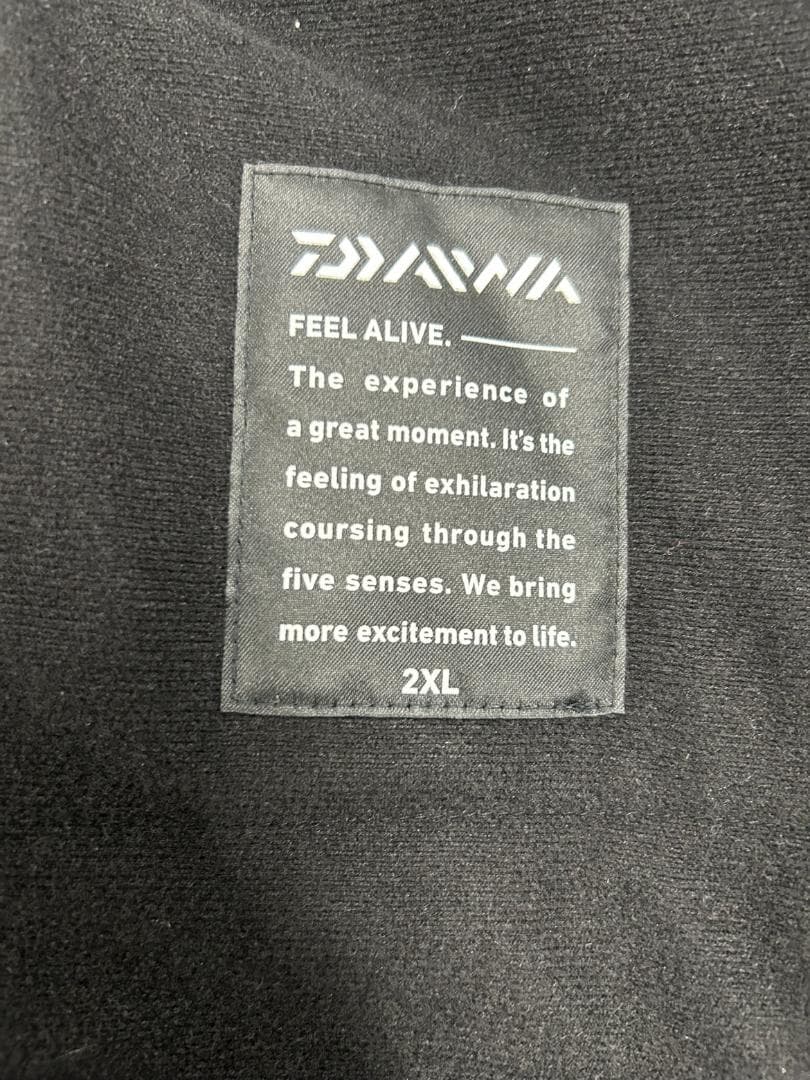 DAIWA
FEEL ALIVE.
The experience of
a great moment. It's the
feeling of exhilaration
coursing through the
five senses. We bring
more excitement to life.
2XL